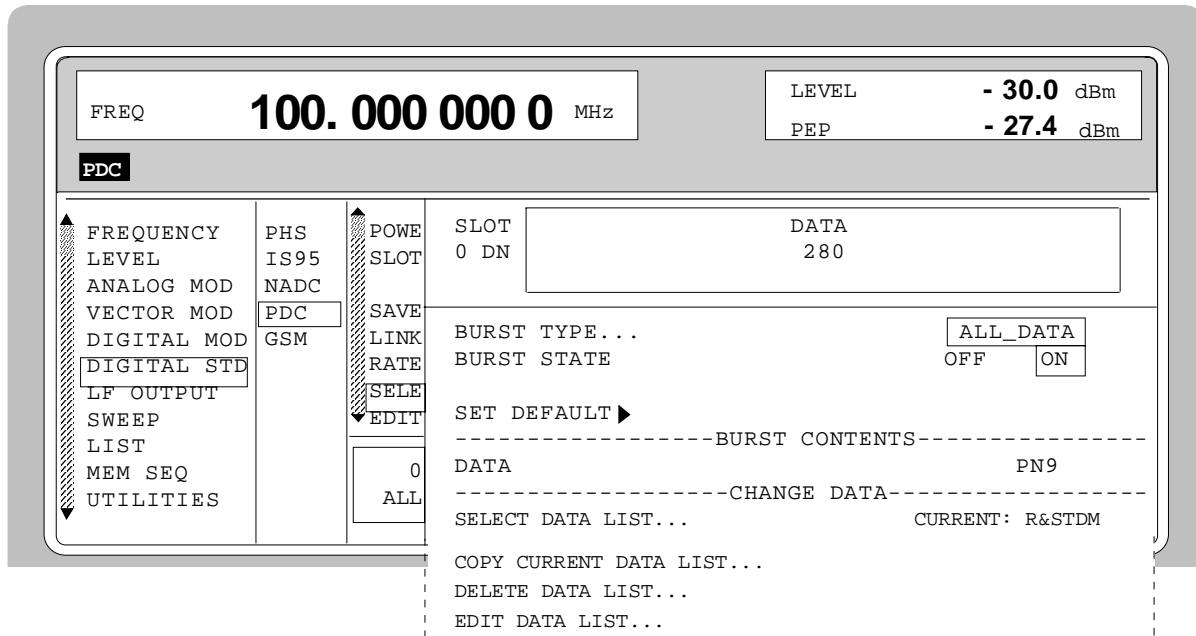 FREQ 100. 000 000 0 MHz
LEVEL - 30.0 dBm
PEP - 27.4 dBm
PDC
FREQUENCY
LEVEL
ANALOG MOD
VECTOR MOD
DIGITAL MOD
DIGITAL STD
LF OUTPUT
SWEEP
LIST
MEM SEQ
UTILITIES
PHS
IS95
NADC
PDC
GSM
POWE
SLOT
SAVE
LINK
RATE
SELE
EDIT
0
ALL
SLOT DATA
0 DN 280
BURST TYPE... ALL_DATA
BURST STATE OFF ON
SET DEFAULT
------------------BURST CONTENTS----------------
DATA PN9
-------------------CHANGE DATA------------------
SELECT DATA LIST... CURRENT: R&STDM
COPY CURRENT DATA LIST...
DELETE DATA LIST...
EDIT DATA LIST...